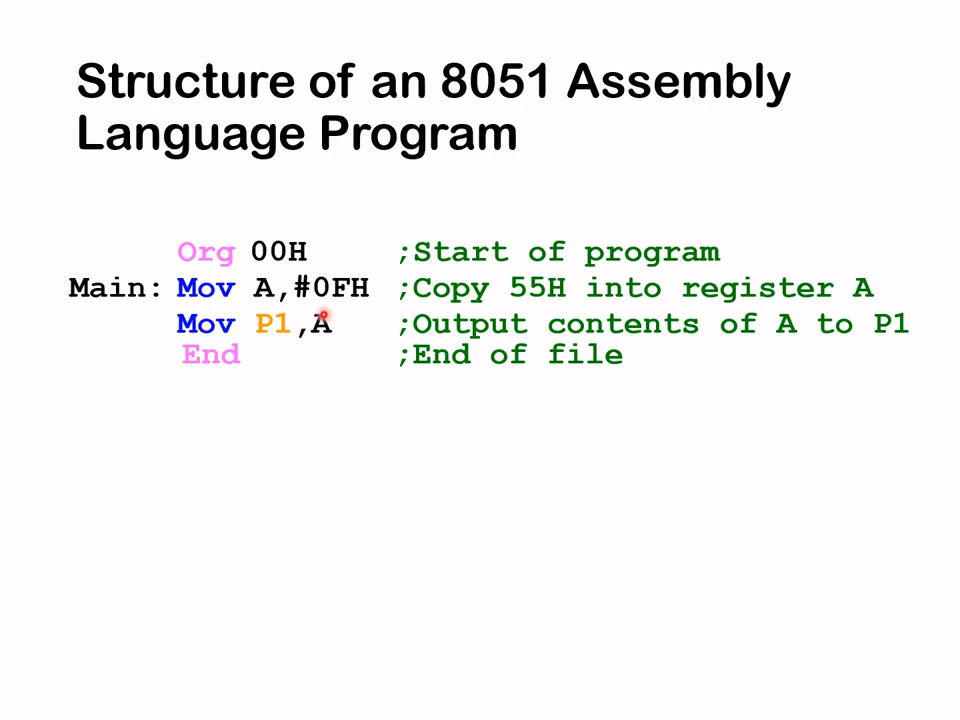 Structure of an 8051 Assembly
Language Program
Org 00H ;Start of program
Main: Mov A,#0FH ;Copy 55H into register A
Mov P1,A ;Output contents of A to P1
End ;End of file